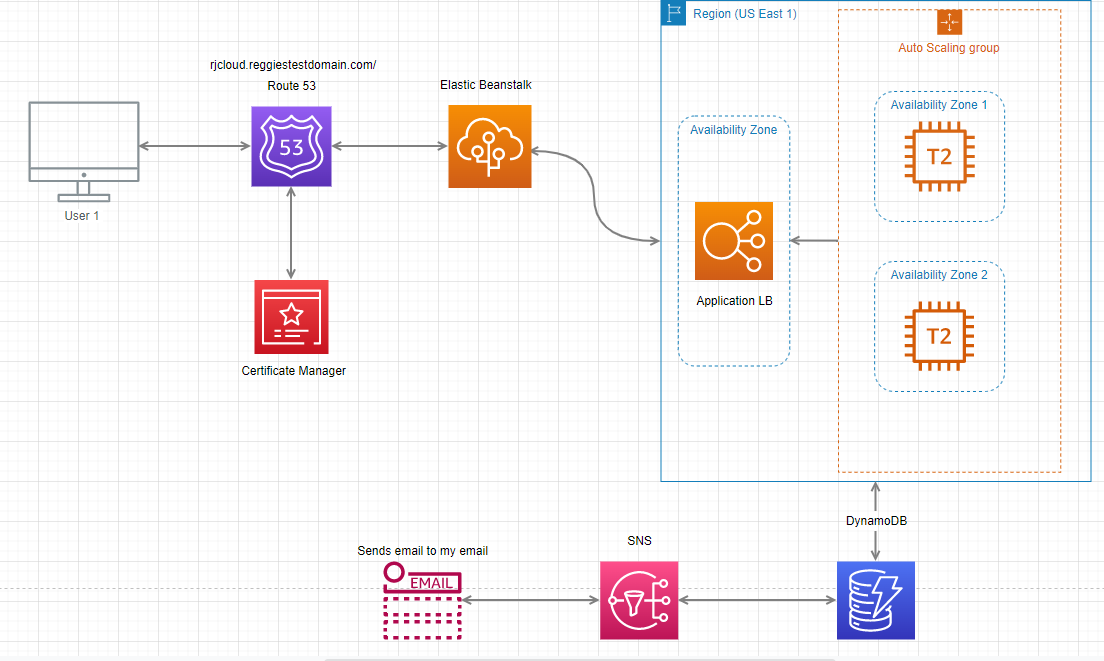 Region (US East 1)
Auto Scaling group
rjcloud.reggiestestdomain.com/
Route 53
Elastic Beanstalk
Availability Zone 1
Availability Zone
53
T2
User 1
Availability Zone 2
Application LB
T2
Certificate Manager
DynamoDB
SNS
Sends email to my email
EMAIL